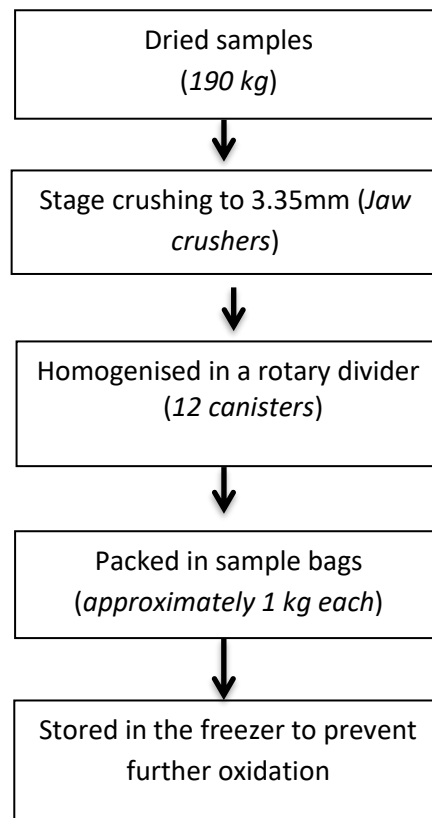 Dried samples
(190 kg)
Stage crushing to 3.35mm (Jaw
crushers)
Homogenised in a rotary divider
(12 canisters)
Packed in sample bags
(approximately 1 kg each)
Stored in the freezer to prevent
further oxidation